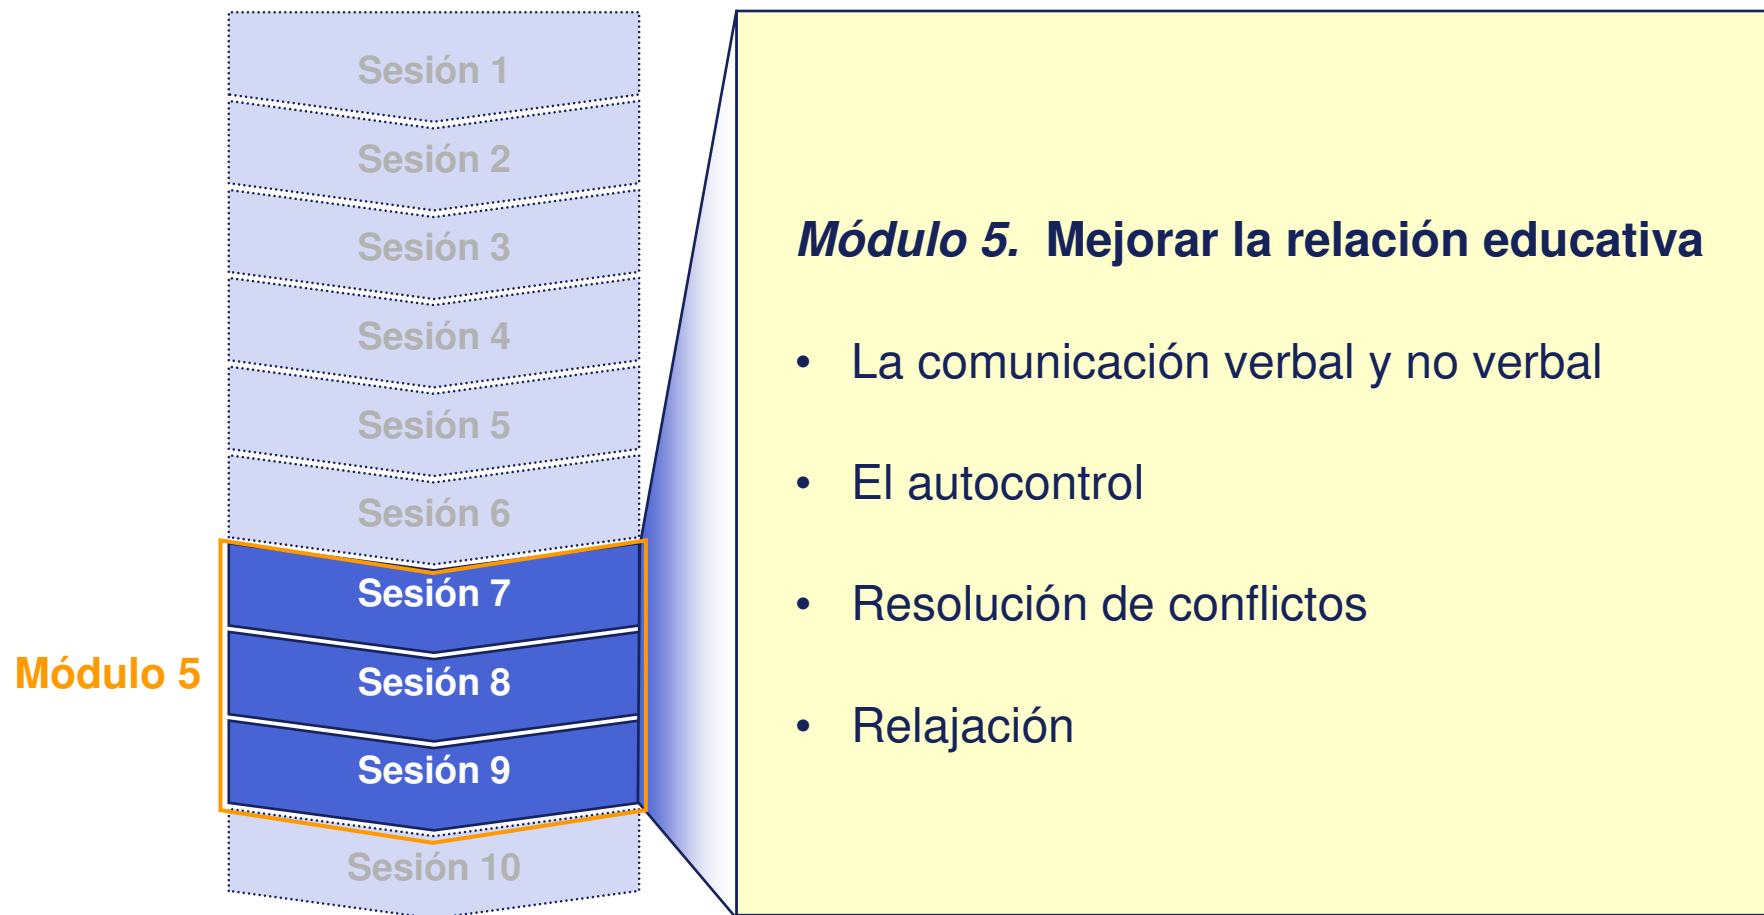 Sesión 1
Sesión 2
Sesión 3
Sesión 4
Sesión 5
Sesión 6
Sesión 7
Sesión 8
Sesión 9
Sesión 10
Módulo 5
Módulo 5. Mejorar la relación educativa
• La comunicación verbal y no verbal
• El autocontrol
• Resolución de conflictos
• Relajación